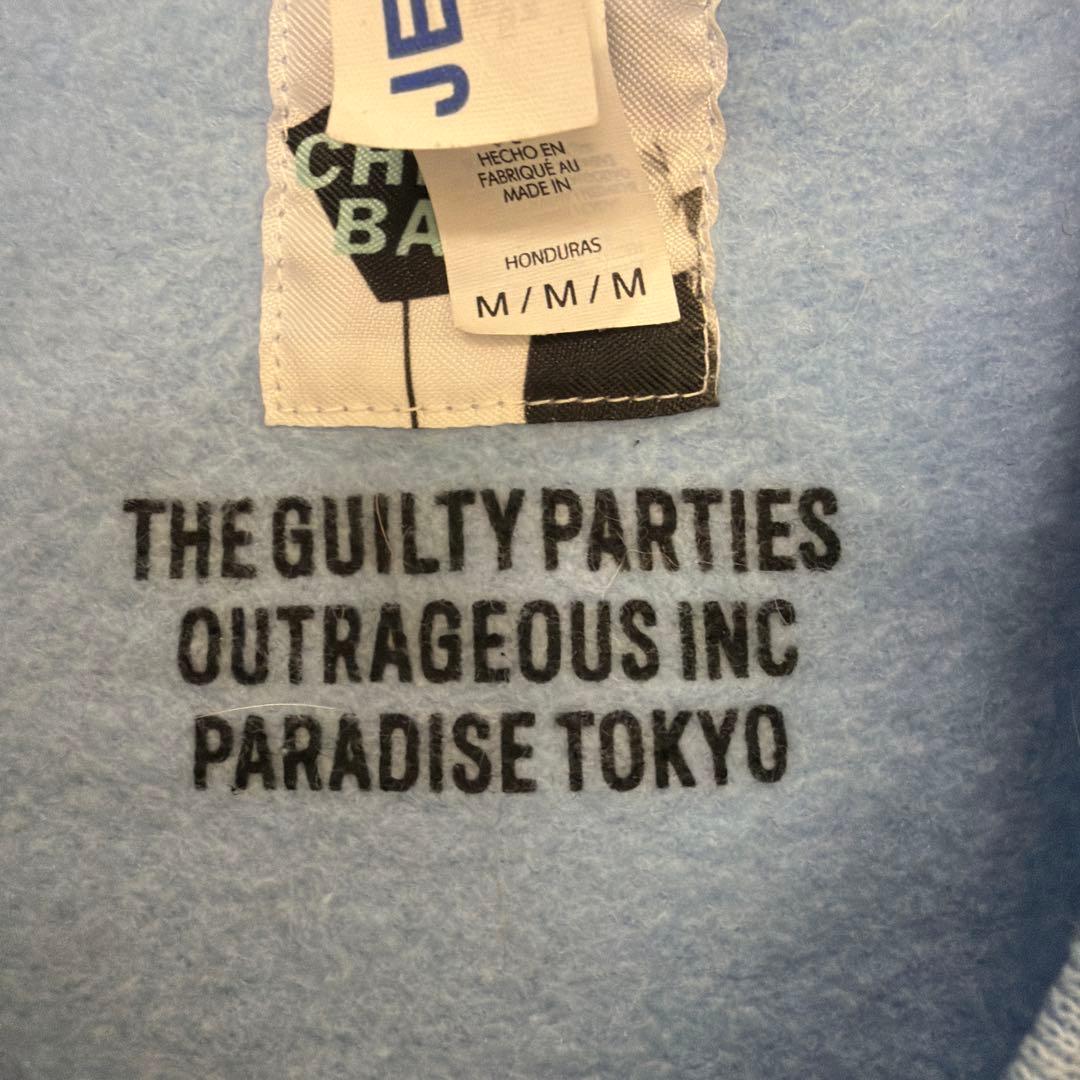 JE
CH
BA
HECHO EN
FABRIQUÉ AU
MADE IN
HONDURAS
M / M / M
THE GUILTY PARTIES
OUTRAGEOUS INC
PARADISE TOKYO